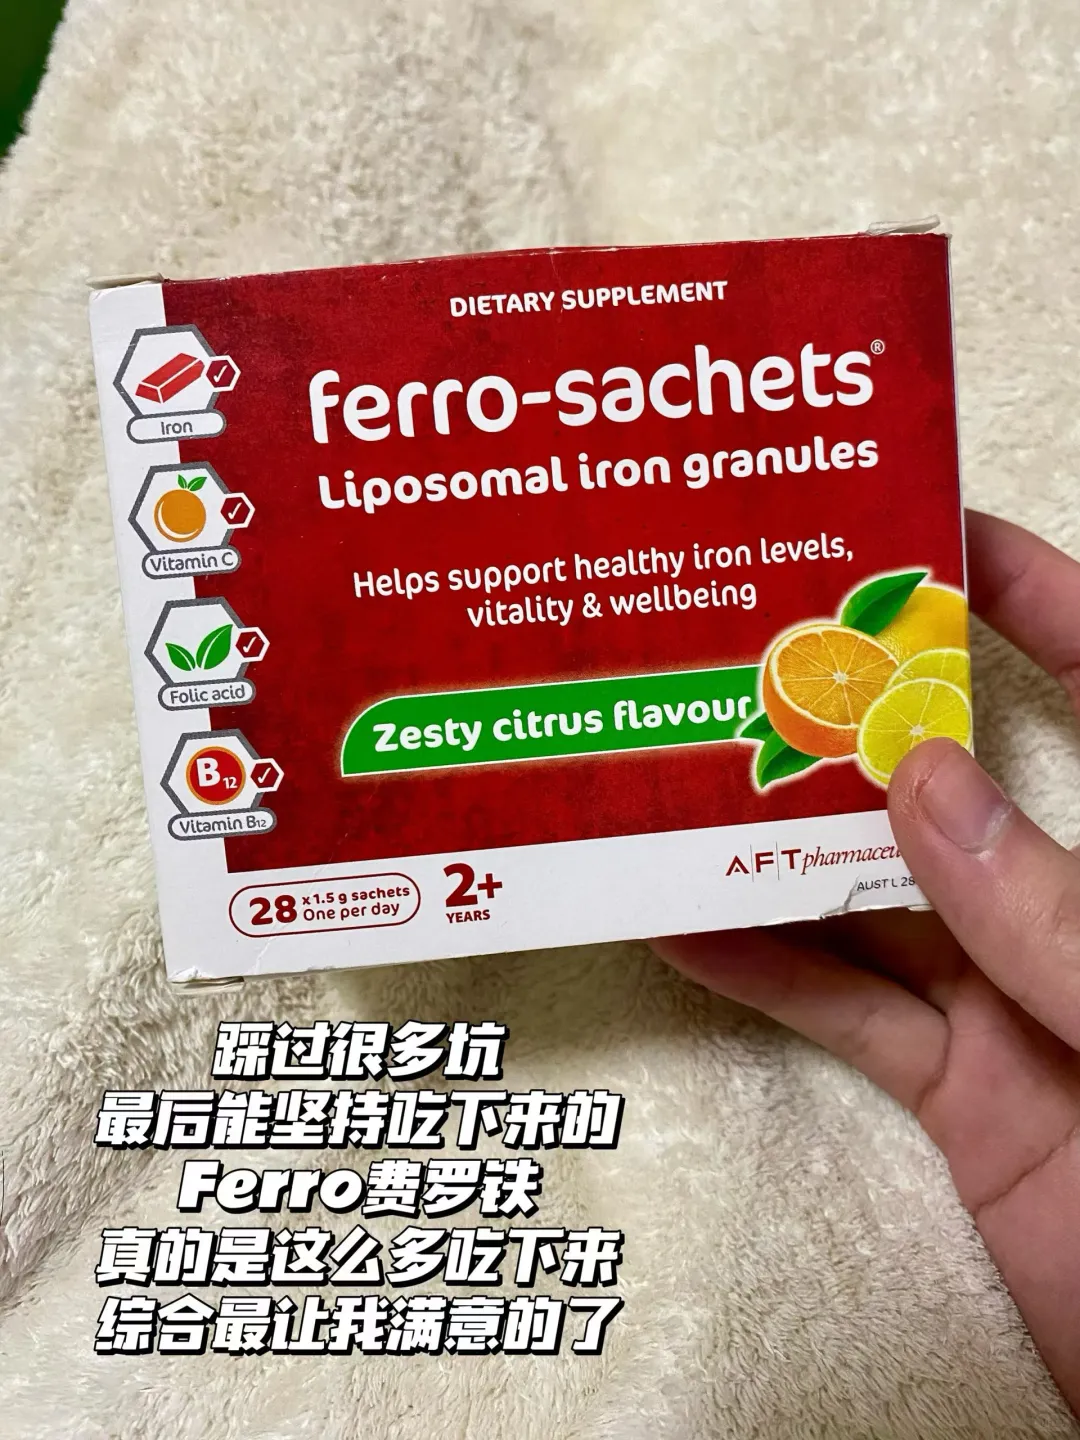 DIETARY SUPPLEMENT
ferro-sachets®
Liposomal iron granules
Helps support healthy iron levels,
vitality & wellbeing
Zesty citrus flavour
Iron
Vitamin C
Folic acid
B12
Vitamin B12
28 x 1.5 g sachets
One per day
2+
YEARS
AFT
AUST L
踩过很多坑
最后能坚持吃下来的
Ferro费罗铁
真的是这么多吃下来
综合最让我满意的了